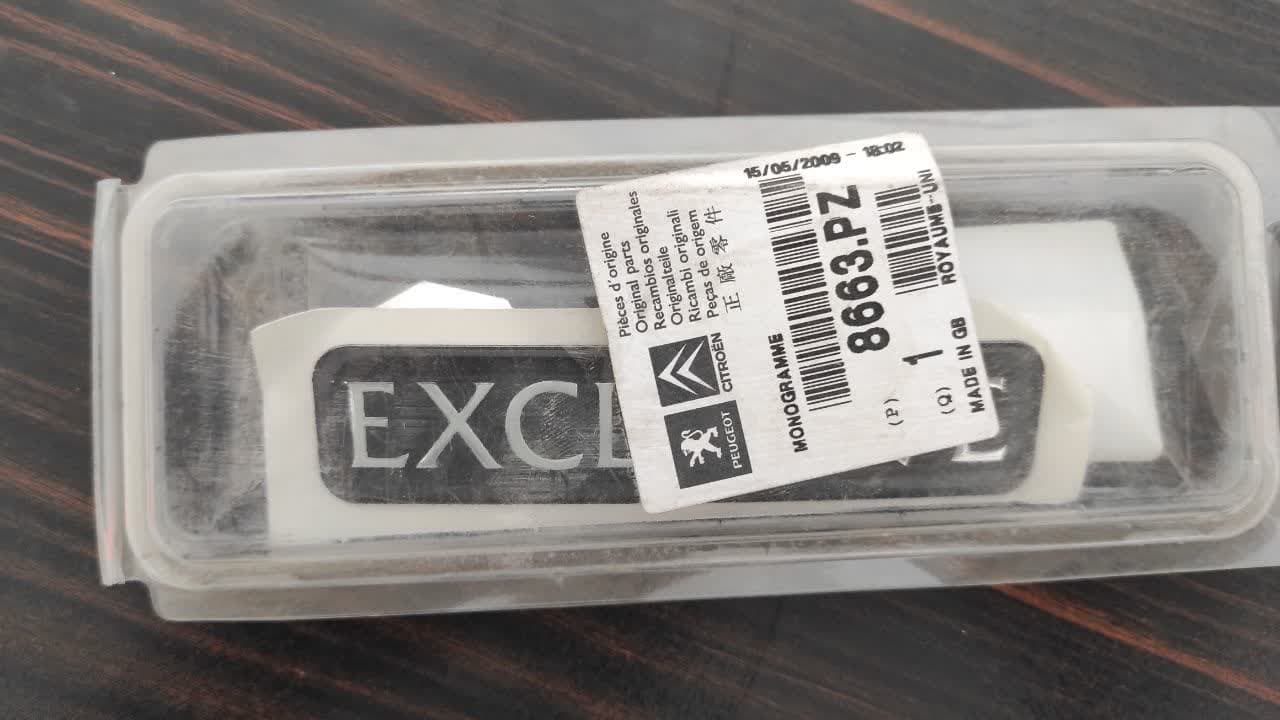 EXCL
E
Pièces d'origine
Original parts
Recambios originales
Originalteile
Ricambi originali
Peças de origem
正廠零件
PEUGEOT
CITROËN
15/05/2009 - 18:02
MONOGRAMME
8663.PZ
(P)
(Q) 1
MADE IN GB
ROYAUME-UNI